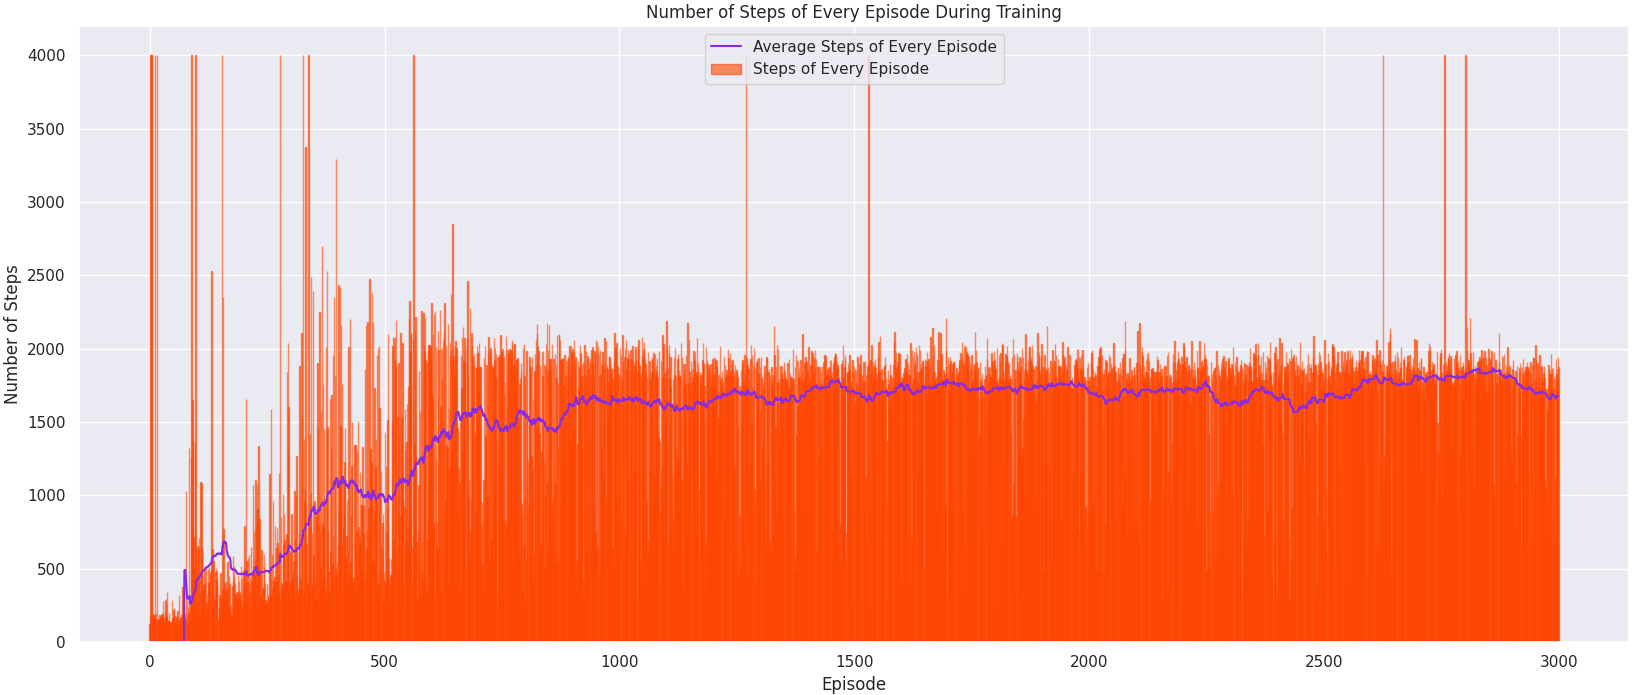 Number of Steps of Every Episode During Training
Average Steps of Every Episode
Steps of Every Episode
Number of Steps
4000
3500
3000
2500
2000
1500
1000
500
0
0 500 1000 1500 2000 2500 3000
Episode